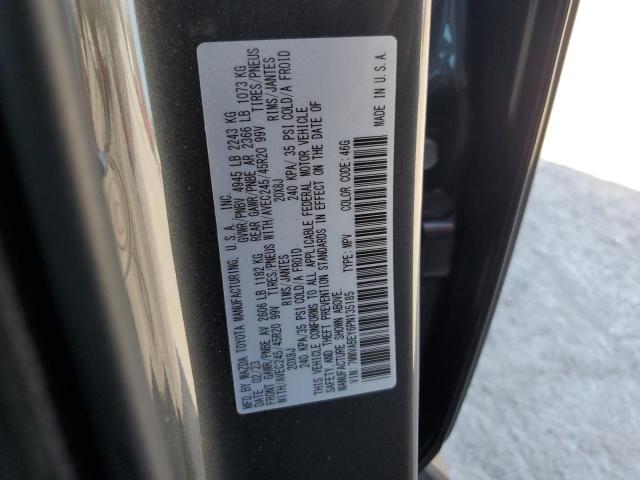 MFD.BY MAZDA TOYOTA MANUFACTURING, U.S.A. INC.
DATE 02/23 GVWR/PNBV 4945 LB 2243 KG
FRONT GAWR/PNBE AV 2606 LB 1182 KG REAR GAWR/PNBE AR 2366 LB 1073 KG
WITH/AVEC245/45R20 99V TIRES/PNEUS WITH/AVEC245/45R20 99V TIRES/PNEUS
20X8J RIMS/JANTES 20X8J RIMS/JANTES
240 KPA/35 PSI COLD/A FROID 240 KPA/35 PSI COLD/A FROID
THIS VEHICLE CONFORMS TO ALL APPLICABLE FEDERAL MOTOR VEHICLE
SAFETY, AND THEFT PREVENTION STANDARDS IN EFFECT ON THE DATE OF
MANUFACTURE SHOWN ABOVE.
VIN: 7MMVABEY6PN135185 TYPE: MPV COLOR CODE: 46G
MADE IN U.S.A.